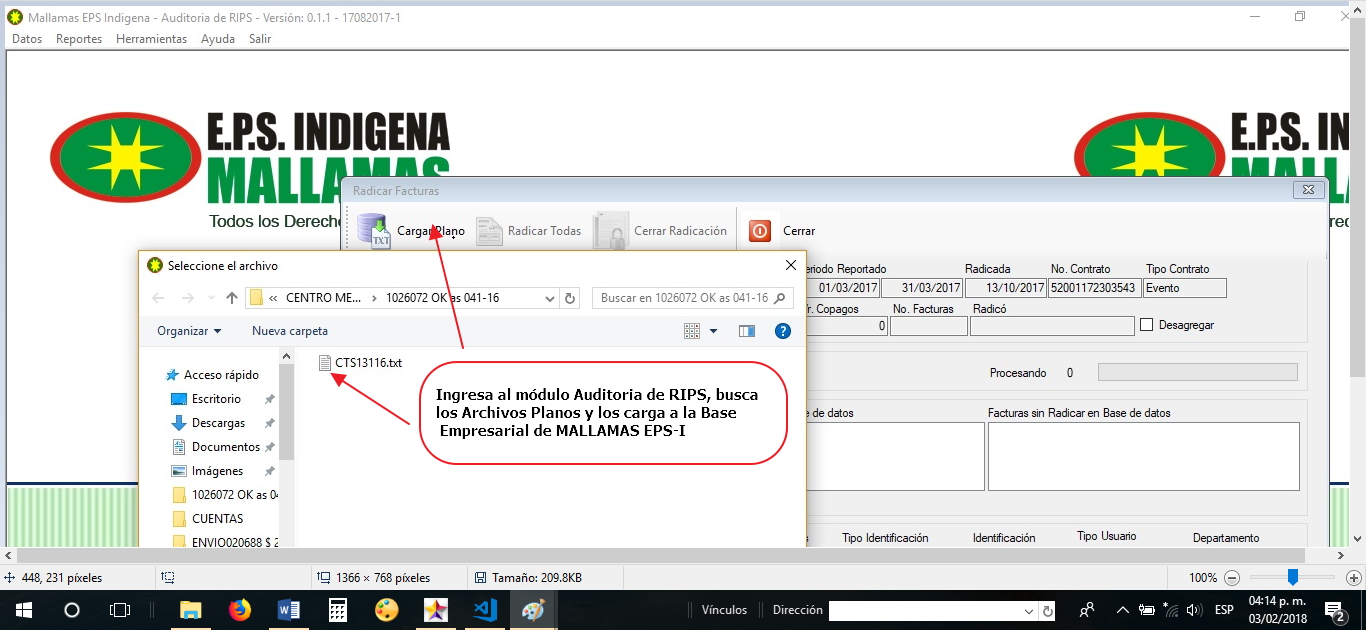 Mallamas EPS Indigena - Auditoria de RIPS - Versión: 0.1.1 - 17082017-1
Datos Reportes Herramientas Ayuda Salir
E.P.S. INDIGENA
MALLAMAS
Todos los Derech
E.P.S. IN
Radicar Facturas
Cargar Plano Radicar Todas Cerrar Radicación Cerrar
Seleccione el archivo
« CENTRO ME... > 1026072 OK as 041-16
Buscar en 1026072 OK as 041-16
Organizar Nueva carpeta
Acceso rápido
Escritorio
Descargas
Documentos
Imágenes
1026072 OK as 04
CUENTAS
ENVIO020688 $ 2
CTS13116.txt
Ingresa al módulo Auditoria de RIPS, busca
los Archivos Planos y los carga a la Base
Empresarial de MALLAMAS EPS-I
eriodo Reportado Radicada No. Contrato Tipo Contrato
01/03/2017 31/03/2017 13/10/2017 52001172303543 Evento
r. Copagos No. Facturas Radicó
0 Desagregar
Procesando 0
e de datos Facturas sin Radicar en Base de datos
s Tipo Identificación Identificación Tipo Usuario Departamento
448, 231 píxeles 1366 × 768 píxeles Tamaño: 209.8KB 100%
Vínculos Dirección ESP 04:14 p. m.
03/02/2018
2